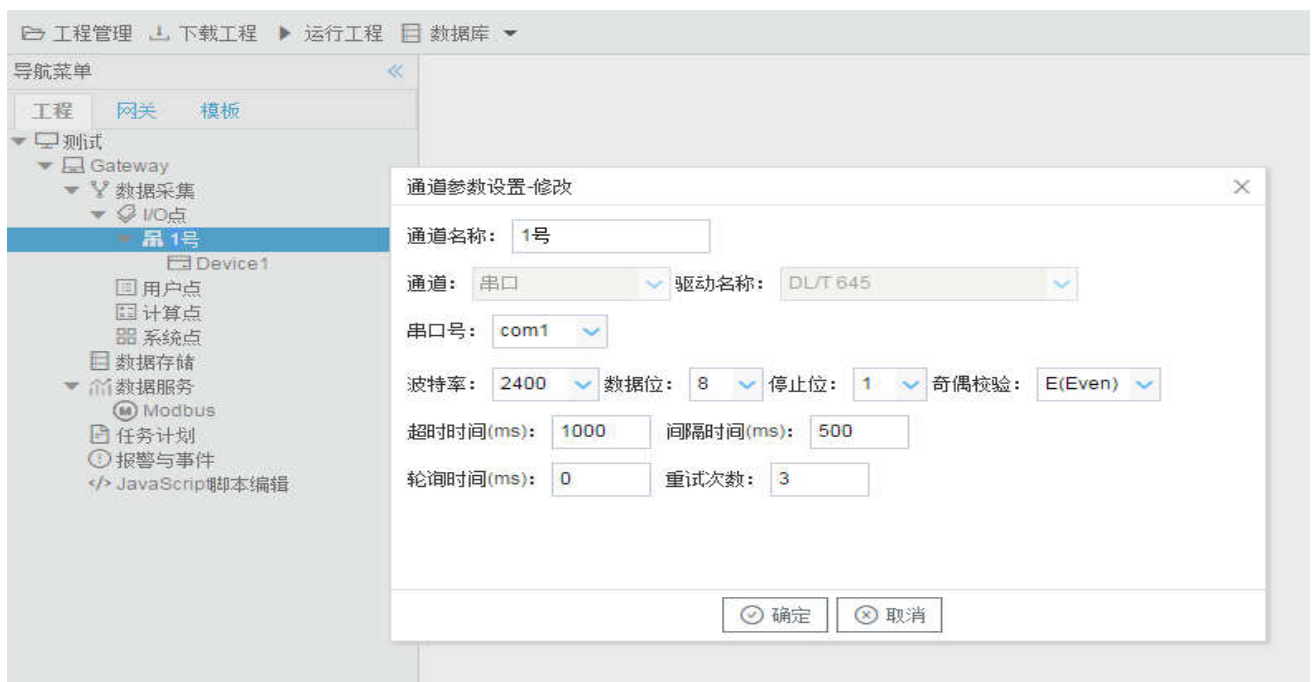 工程管理 下载工程 运行工程 数据库
导航菜单
工程 网关 模板
测试
Gateway
数据采集
I/O点
1号
Device1
用户点
计算点
系统点
数据存储
数据服务
Modbus
任务计划
报警与事件
JavaScript脚本编辑
通道参数设置-修改
通道名称： 1号
通道： 串口 驱动名称： DL/T 645
串口号： com1
波特率： 2400 数据位： 8 停止位： 1 奇偶校验： E(Even)
超时时间(ms)： 1000 间隔时间(ms)： 500
轮询时间(ms)： 0 重试次数： 3
确定 取消